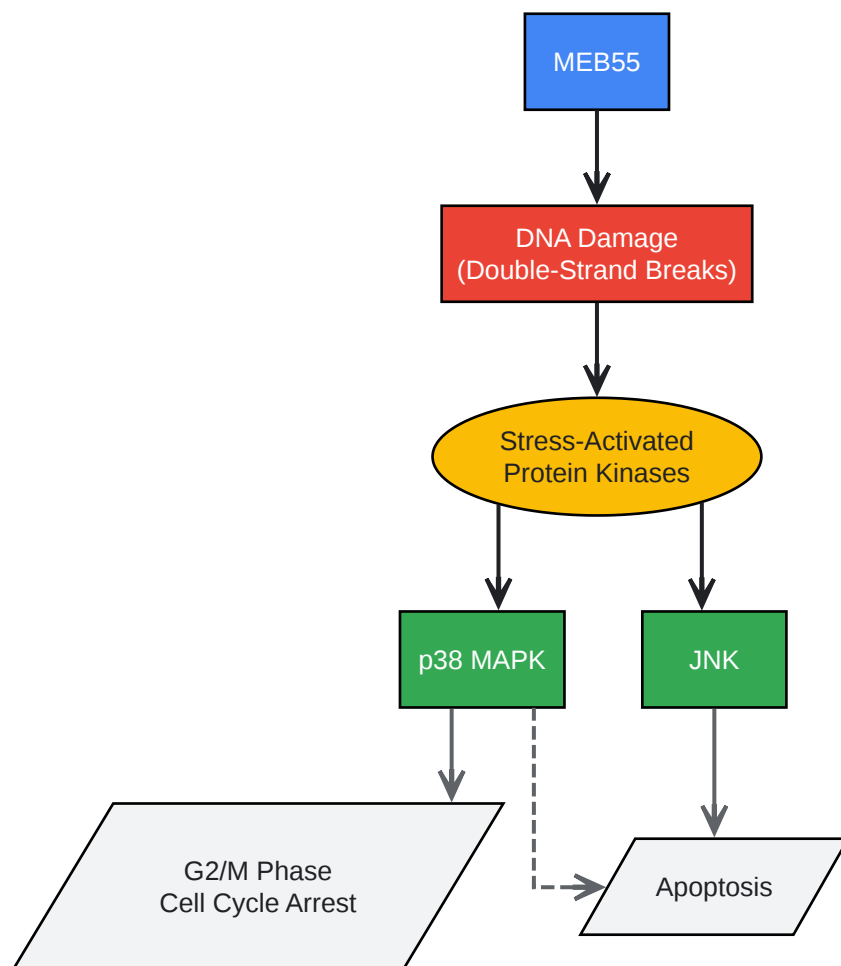 MEB55
DNA Damage
(Double-Strand Breaks)
Stress-Activated
Protein Kinases
p38 MAPK
JNK
G2/M Phase
Cell Cycle Arrest
Apoptosis